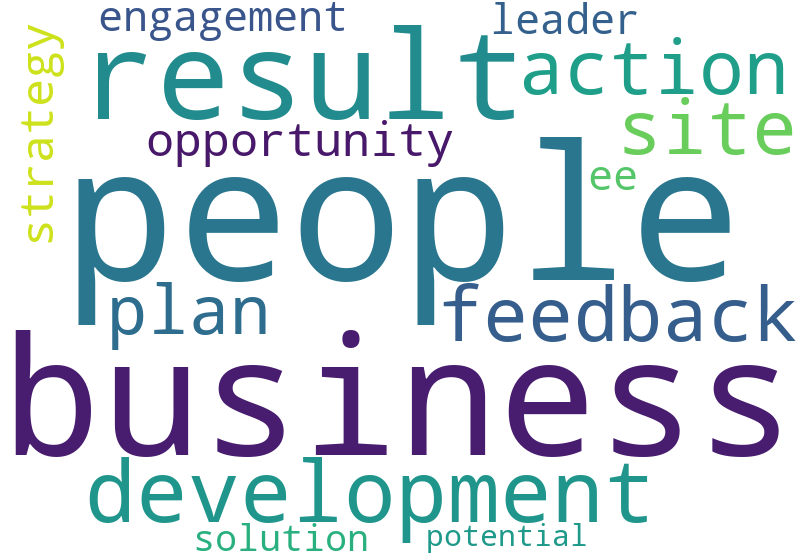 engagement
leader
strategy
result
action
opportunity
site
people
ee
plan
feedback
business
development
solution
potential